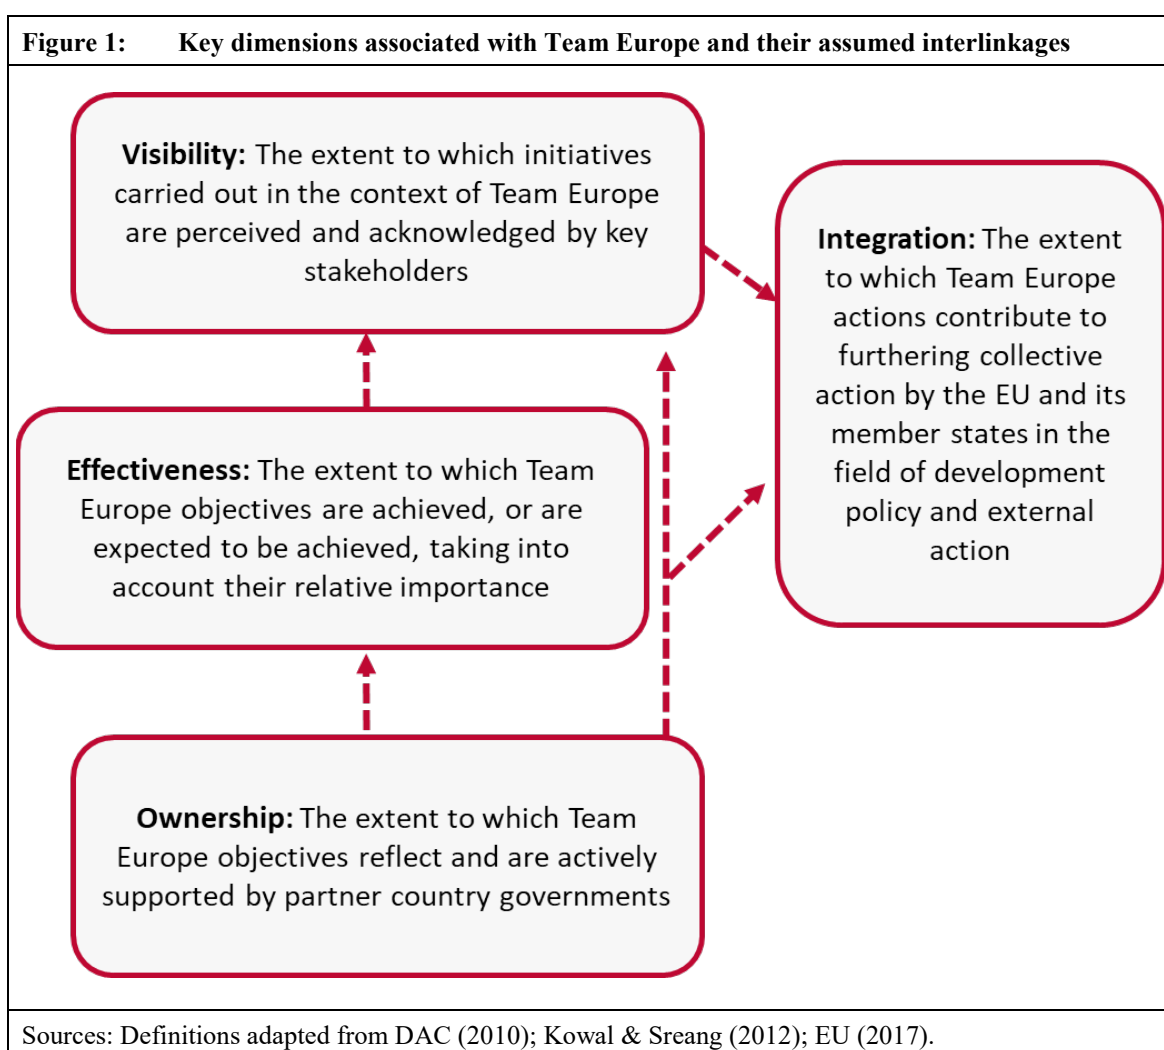 Figure 1: Key dimensions associated with Team Europe and their assumed interlinkages
Visibility: The extent to which initiatives
carried out in the context of Team Europe
are perceived and acknowledged by key
stakeholders
Integration: The extent
to which Team Europe
actions contribute to
furthering collective
action by the EU and its
member states in the
field of development
policy and external
action
Effectiveness: The extent to which Team
Europe objectives are achieved, or are
expected to be achieved, taking into
account their relative importance
Ownership: The extent to which Team
Europe objectives reflect and are actively
supported by partner country governments
Sources: Definitions adapted from DAC (2010); Kowal & Sreang (2012); EU (2017).